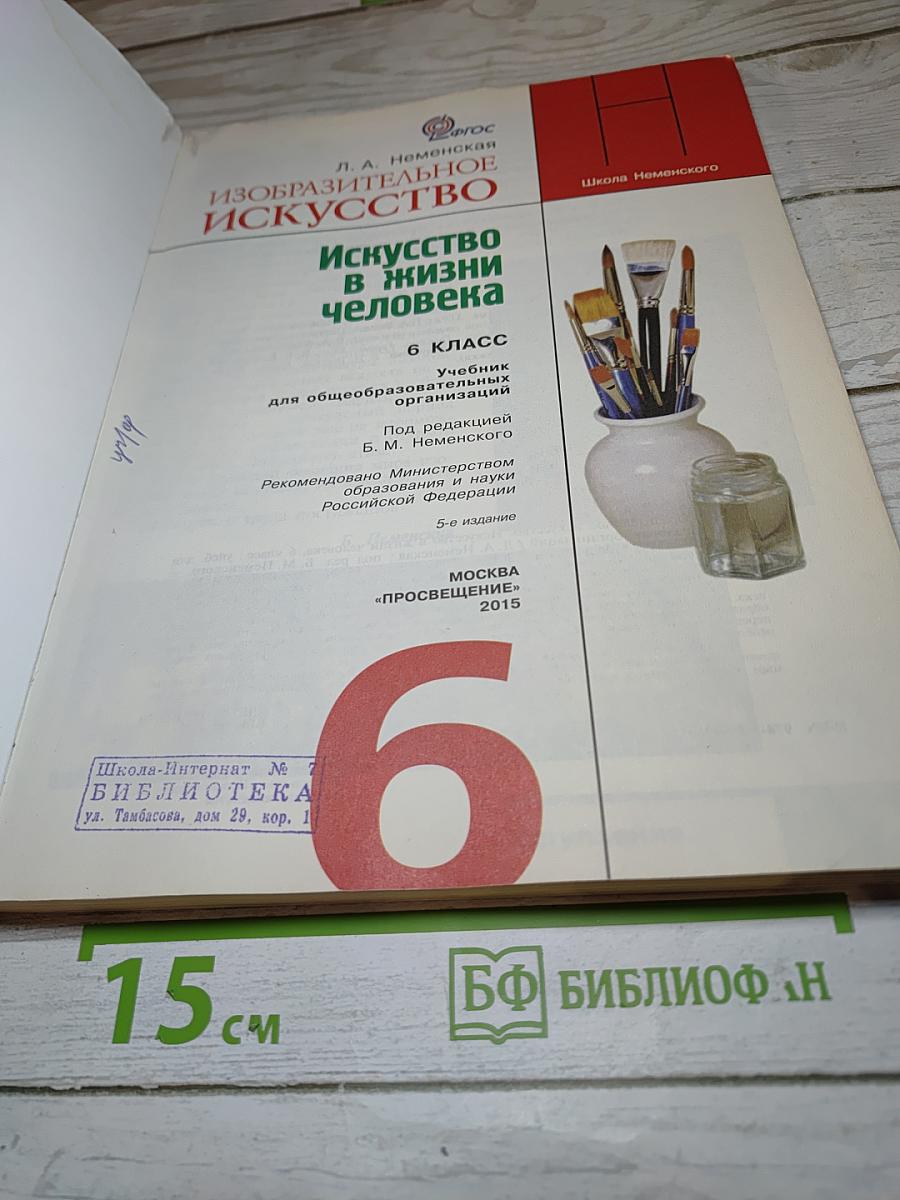 ФГОС
Школа Неменского
Л. А. Неменская
ИЗОБРАЗИТЕЛЬНОЕ
ИСКУССТВО
Искусство
в жизни
человека
6 КЛАСС
Учебник
для общеобразовательных
организаций
Под редакцией
Б. М. Неменского
Рекомендовано Министерством
образования и науки
Российской Федерации
5-е издание
МОСКВА
«ПРОСВЕЩЕНИЕ»
2015
6
Школа-Интернат № 7
БИБЛИОТЕКА
ул. Тамбасова, дом 29, кор. 1
15 см
БФ БИБЛИОФ